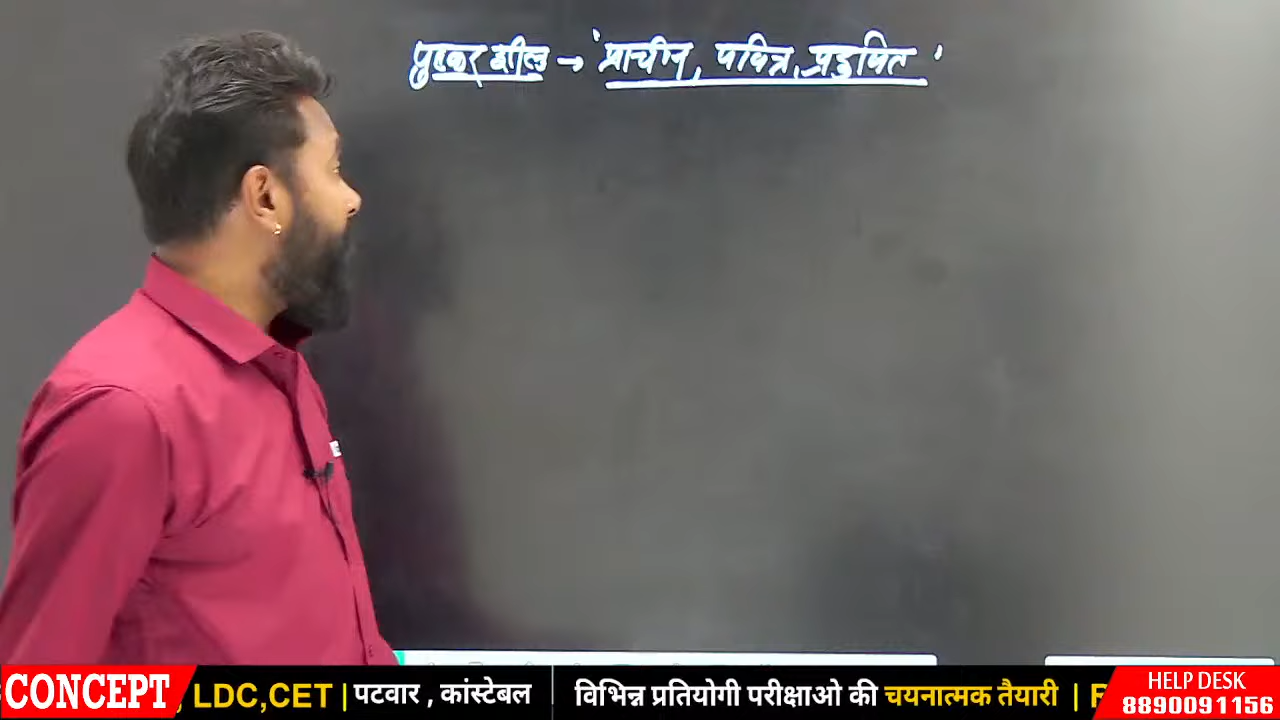 पुष्कर झील → 'प्राचीन, पवित्र, प्रदुषित'
CONCEPT
LDC,CET | पटवार , कांस्टेबल | विभिन्न प्रतियोगी परीक्षाओ की चयनात्मक तैयारी |
HELP DESK
8890091156